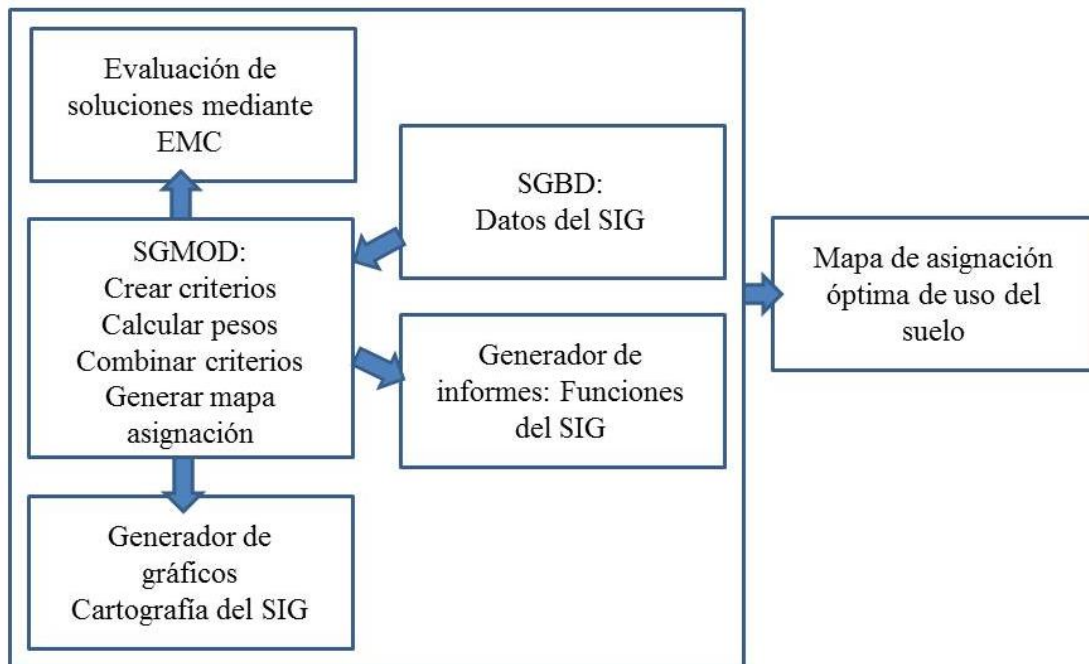 Evaluación de
soluciones mediante
EMC
SGBD:
Datos del SIG
SGMOD:
Crear criterios
Calcular pesos
Combinar criterios
Generar mapa
asignación
Generador de
informes: Funciones
del SIG
Generador de
gráficos
Cartografía del SIG
Mapa de asignación
óptima de uso del
suelo